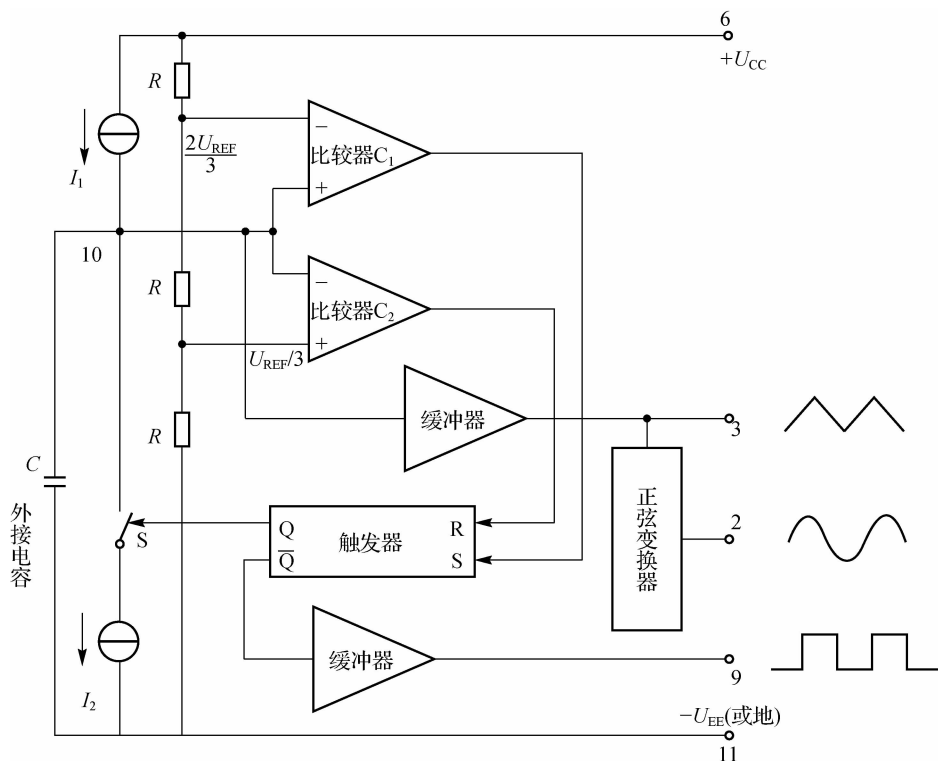 6
+U_CC
R
−
2U_REF/3
比较器C₁
I₁
+
10
R
−
比较器C₂
+
U_REF/3
缓冲器
R
3
C
外接电容
正弦变换器
Q
触发器
R
2
S
Q̅
S
缓冲器
9
I₂
−U_EE(或地)
11